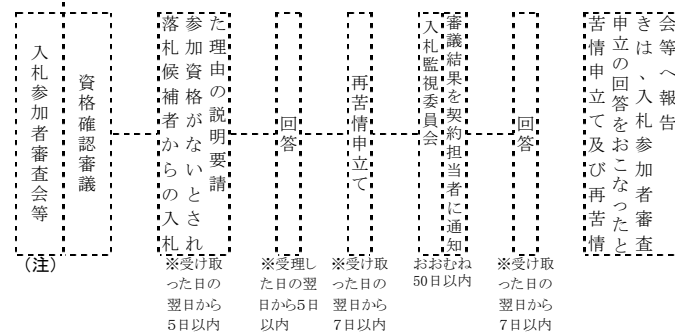 入札参加者審査会等
資格確認審議
落札候補者からの入札
参加資格がないとされ
た理由の説明要請
回答
再苦情申立て
入札監視委員会
審議結果を契約担当者に通知
回答
苦情申立て及び再苦情
申立の回答をおこなったと
きは、入札参加者審査
会等へ報告
(注)
※受け取
った日の
翌日から
5日以内
※受理し
た日の翌
日から5日
以内
※受け取
った日の
翌日から
7日以内
おおむね
50日以内
※受け取
った日の
翌日から
7日以内